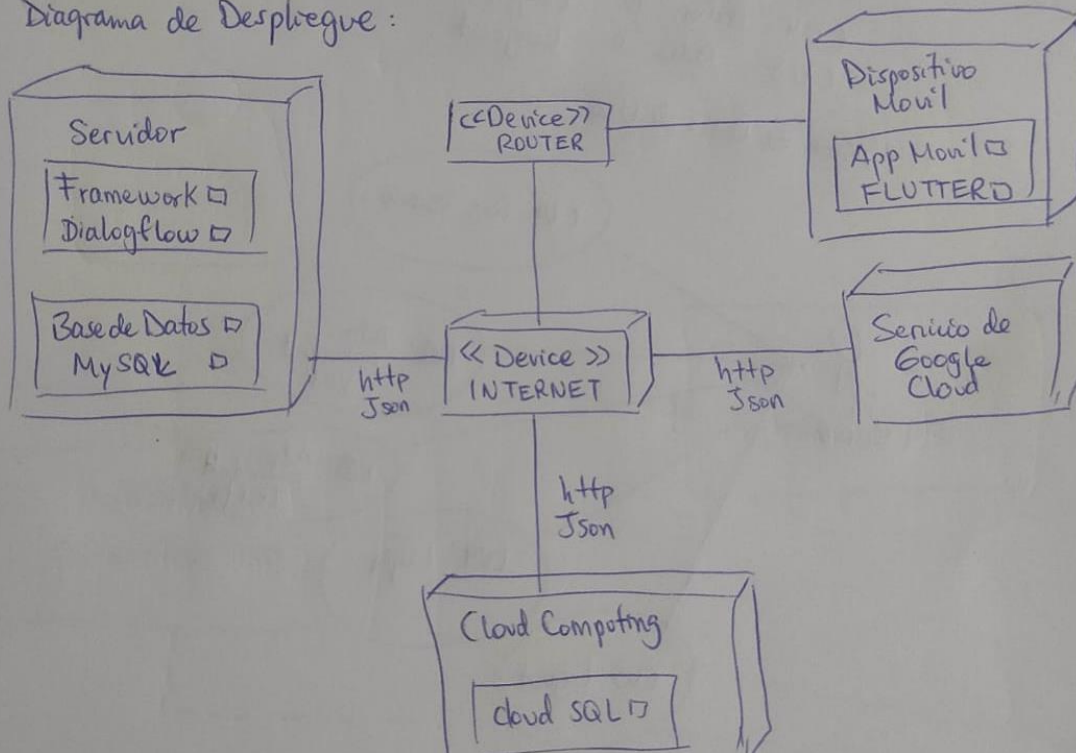 Diagrama de Despliegue:
Servidor
Framework
Dialogflow
Base de Datos
MySQL
<<Device>>
ROUTER
Dispositivo
Movil
App Movil
FLUTTER
http
Json
<< Device >>
INTERNET
http
Json
Servicio de
Google
Cloud
http
Json
Cloud Computing
cloud SQL